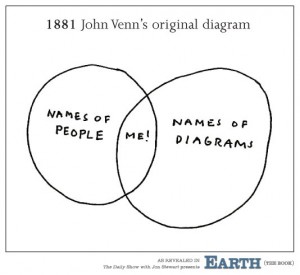 1881 John Venn's original diagram
NAMES OF
PEOPLE
ME!
NAMES OF
DIAGRAMS
AS REVEALED IN
The Daily Show with Jon Stewart presents
EARTH (THE BOOK)